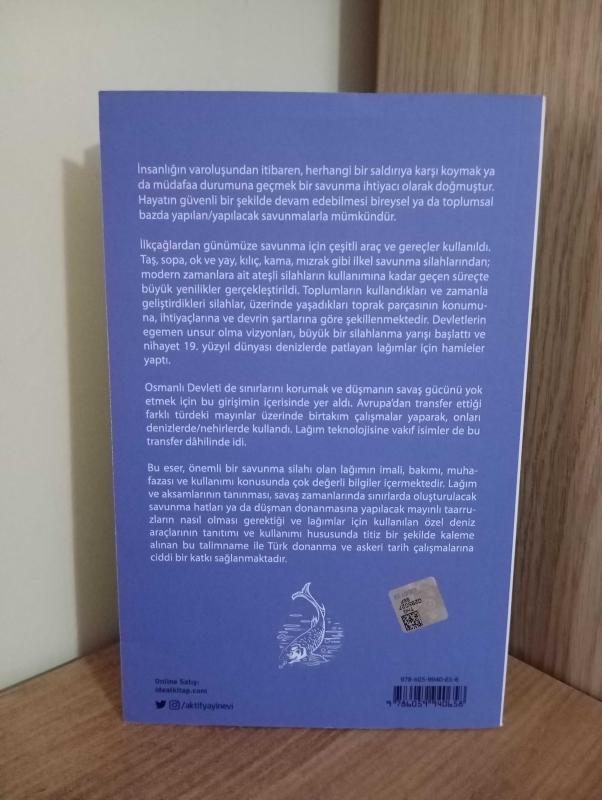 İnsanlığın varoluşundan itibaren, herhangi bir saldırıya karşı koymak ya
da müdafaa durumuna geçmek bir savunma ihtiyacı olarak doğmuştur.
Hayatın güvenli bir şekilde devam edebilmesi bireysel ya da toplumsal
bazda yapılan/yapılacak savunmalarla mümkündür.
İlkçağlardan günümüze savunma için çeşitli araç ve gereçler kullanıldı.
Taş, sopa, ok ve yay, kılıç, kama, mızrak gibi ilkel savunma silahlarından;
modern zamanlara ait ateşli silahların kullanımına kadar geçen süreçte
büyük yenilikler gerçekleştirildi. Toplumların kullandıkları ve zamanla
geliştirdikleri silahlar, üzerinde yaşadıkları toprak parçasının konumu-
na, ihtiyaçlarına ve devrin şartlarına göre şekillenmektedir. Devletlerin
egemen unsur olma vizyonları, büyük bir silahlanma yarışı başlattı ve
nihayet 19. yüzyıl dünyası denizlerde patlayan lağımlar için hamleler
yaptı.
Osmanlı Devleti de sınırlarını korumak ve düşmanın savaş gücünü yok
etmek için bu girişimin içerisinde yer aldı. Avrupa'dan transfer ettiği
farklı türdeki mayınlar üzerinde birtakım çalışmalar yaparak, onları
denizlerde/nehirlerde kullandı. Lağım teknolojisine vakıf isimler de bu
transfer dâhilinde idi.
Bu eser, önemli bir savunma silahı olan lağımın imali, bakımı, muha-
fazası ve kullanımı konusunda çok değerli bilgiler içermektedir. Lağım
ve aksamlarının tanınması, savaş zamanlarında sınırlarda oluşturulacak
savunma hatları ya da düşman donanmasına yapılacak mayınlı taarru-
zların nasıl olması gerektiği ve lağımlar için kullanılan özel deniz
araçlarının tanıtımı ve kullanımı hususunda titiz bir şekilde kaleme
alınan bu talimname ile Türk donanma ve askeri tarih çalışmalarına
ciddi bir katkı sağlanmaktadır.
Online Satış:
idealkitap.com
/aktifyayinevi
978-605-9940-65-8
9 786059 940658